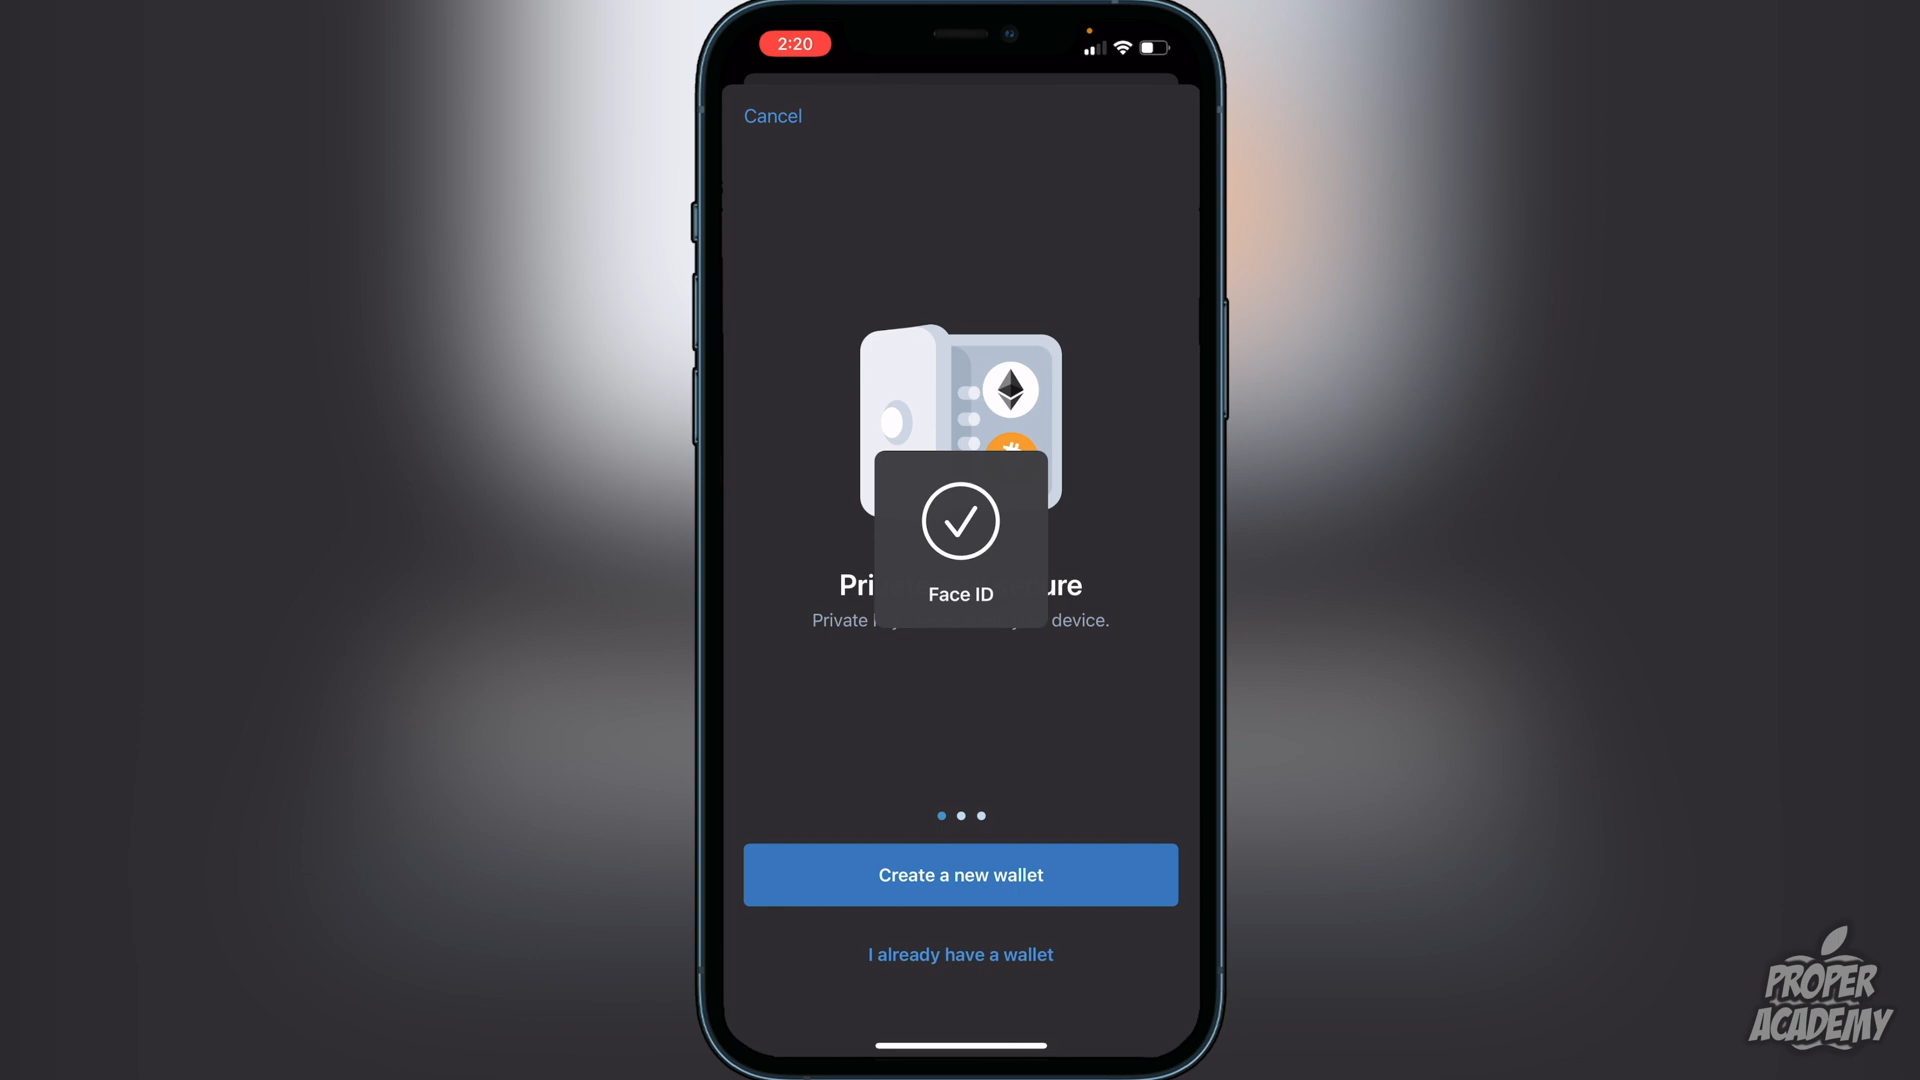 2:20
Cancel
Pri ure
Face ID
Private device.
Create a new wallet
I already have a wallet
PROPER
ACADEMY